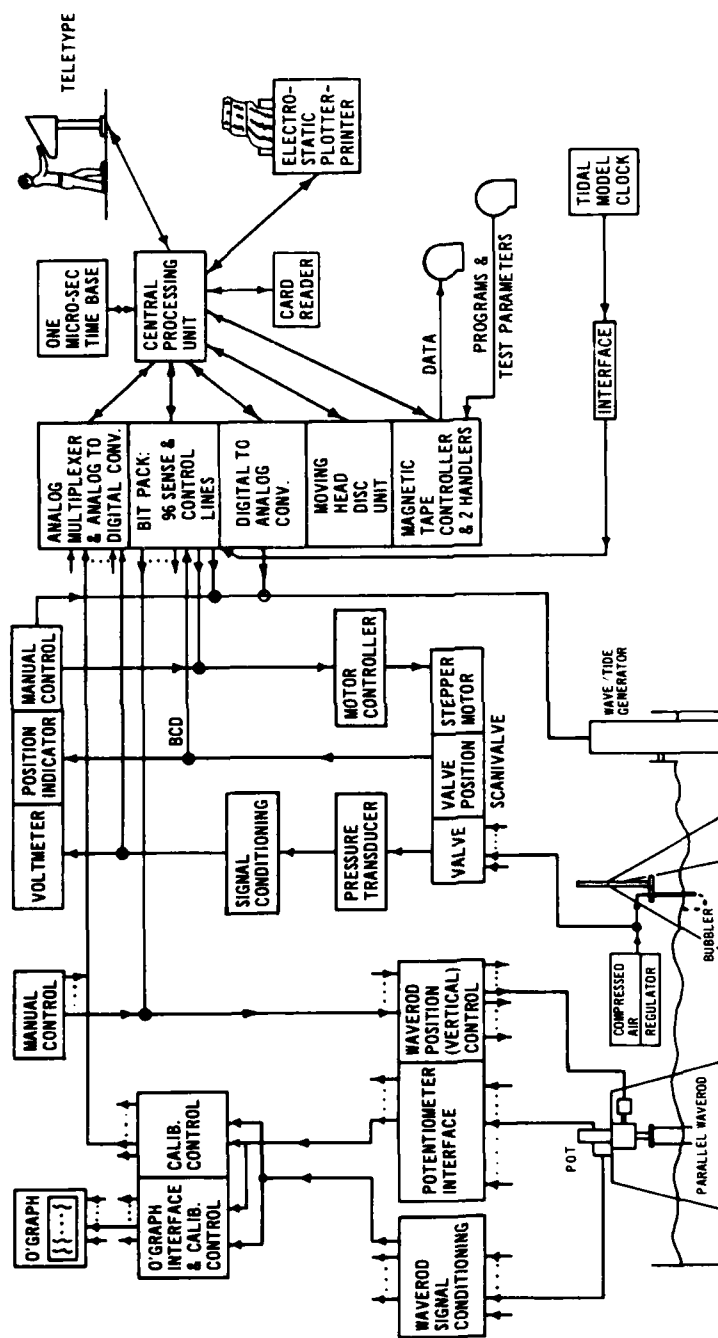 O'GRAPH
MANUAL
CONTROL
VOLTMETER
POSITION
INDICATOR
MANUAL
CONTROL
ONE
MICRO-SEC
TIME BASE
TELETYPE
O'GRAPH
INTERFACE
& CALIB.
CONTROL
CALIB.
CONTROL
BCD
ANALOG
MULTIPLEXER
& ANALOG TO
DIGITAL CONV.
BIT PACK:
96 SENSE &
CONTROL
LINES
DIGITAL TO
ANALOG
CONV.
MOVING
HEAD
DISC
UNIT
MAGNETIC
TAPE
CONTROLLER
& 2 HANDLERS
CENTRAL
PROCESSING
UNIT
CARD
READER
ELECTRO-
STATIC
PLOTTER-
PRINTER
SIGNAL
CONDITIONING
PRESSURE
TRANSDUCER
MOTOR
CONTROLLER
DATA
PROGRAMS &
TEST PARAMETERS
WAVEROD
SIGNAL
CONDITIONING
POTENTIOMETER
INTERFACE
WAVEROD
POSITION
(VERTICAL)
CONTROL
VALVE
VALVE
POSITION
STEPPER
MOTOR
SCANIVALVE
INTERFACE
TIDAL
MODEL
CLOCK
POT
COMPRESSED
AIR
REGULATOR
WAVE/TIDE
GENERATOR
PARALLEL WAVEROD
BUBBLER